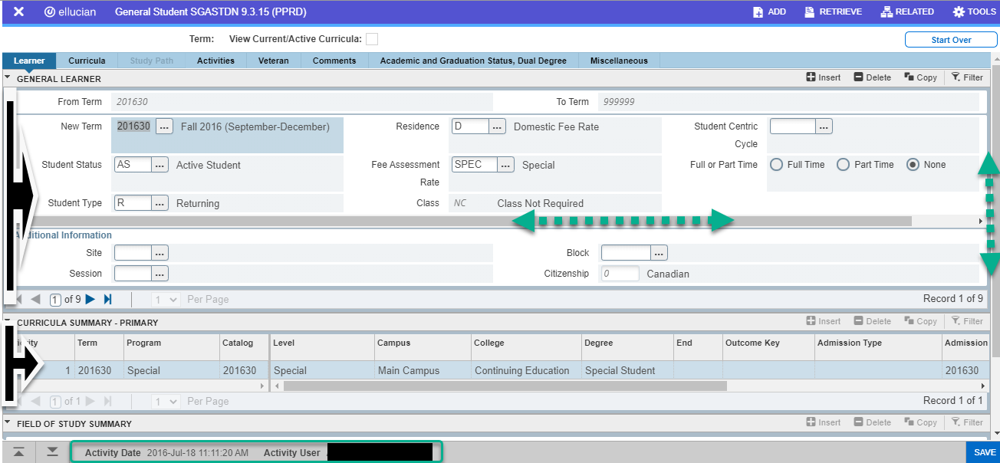 ellucian General Student SGASTDN 9.3.15 (PPRD) ADD RETRIEVE RELATED TOOLS
Term: View Current/Active Curricula: Start Over
Learner Curricula Study Path Activities Veteran Comments Academic and Graduation Status, Dual Degree Miscellaneous
GENERAL LEARNER Insert Delete Copy Filter
From Term 201630 To Term 999999
New Term 201630 ... Fall 2016 (September-December) Residence D ... Domestic Fee Rate Student Centric ...
Cycle
Student Status AS ... Active Student Fee Assessment SPEC ... Special Full or Part Time Full Time Part Time None
Rate
Student Type R ... Returning Class NC Class Not Required
dditional Information
Site ... Block ...
Session ... Citizenship 0 Canadian
1 of 9 1 Per Page Record 1 of 9
CURRICULA SUMMARY - PRIMARY Insert Delete Copy Filter
Term Program Catalog Level Campus College Degree End Outcome Key Admission Type Admission
1 201630 Special 201630 Special Main Campus Continuing Education Special Student 201630
1 of 1 1 Per Page Record 1 of 1
FIELD OF STUDY SUMMARY Insert Delete Copy Filter
Activity Date 2016-Jul-18 11:11:20 AM Activity User SAVE